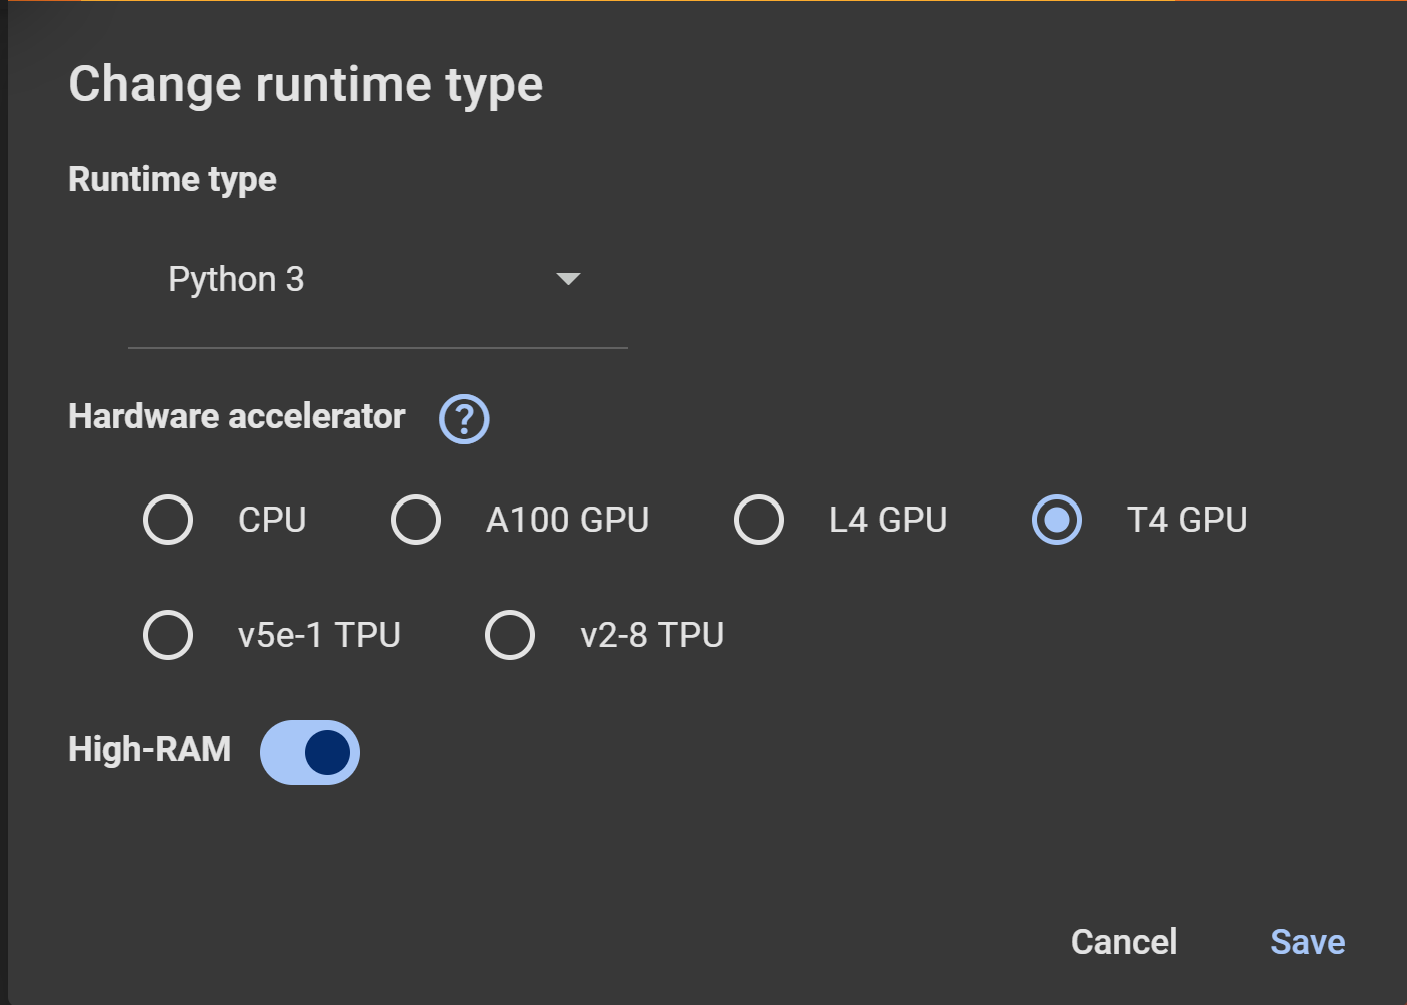 Change runtime type
Runtime type
Python 3
Hardware accelerator ?
CPU A100 GPU L4 GPU T4 GPU
v5e-1 TPU v2-8 TPU
High-RAM
Cancel Save